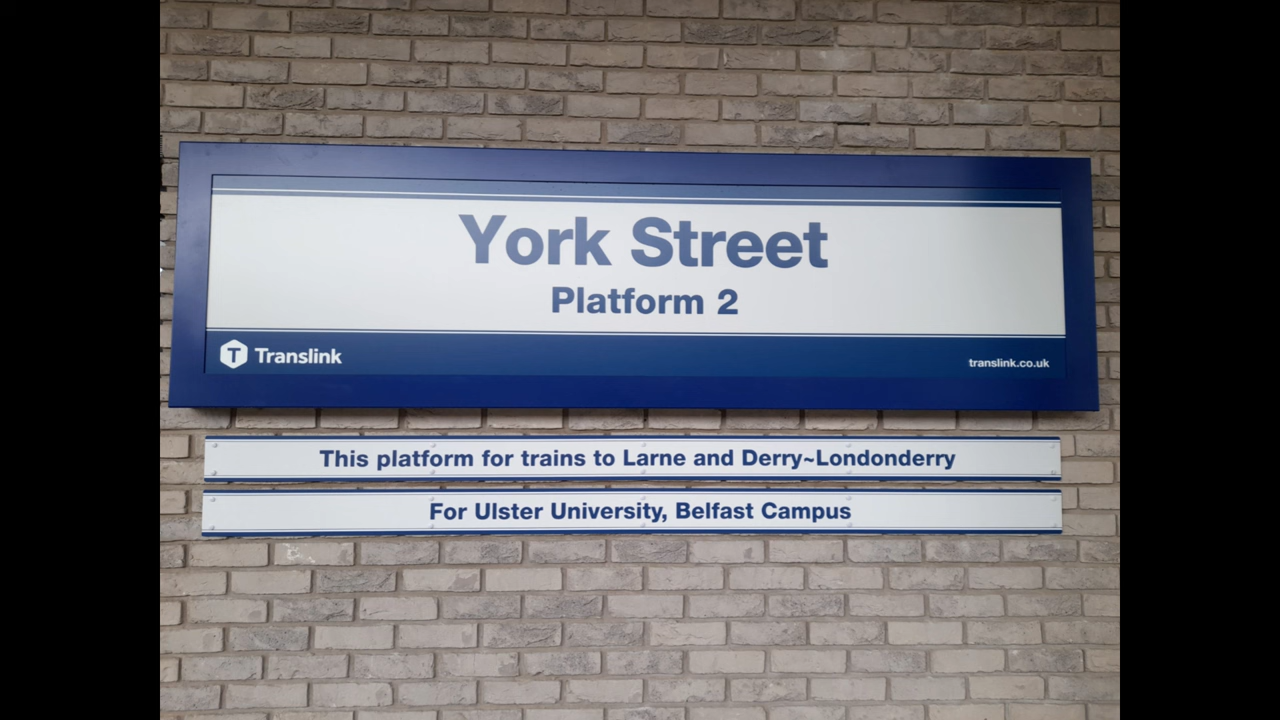 York Street
Platform 2
Translink
translink.co.uk
This platform for trains to Larne and Derry~Londonderry
For Ulster University, Belfast Campus